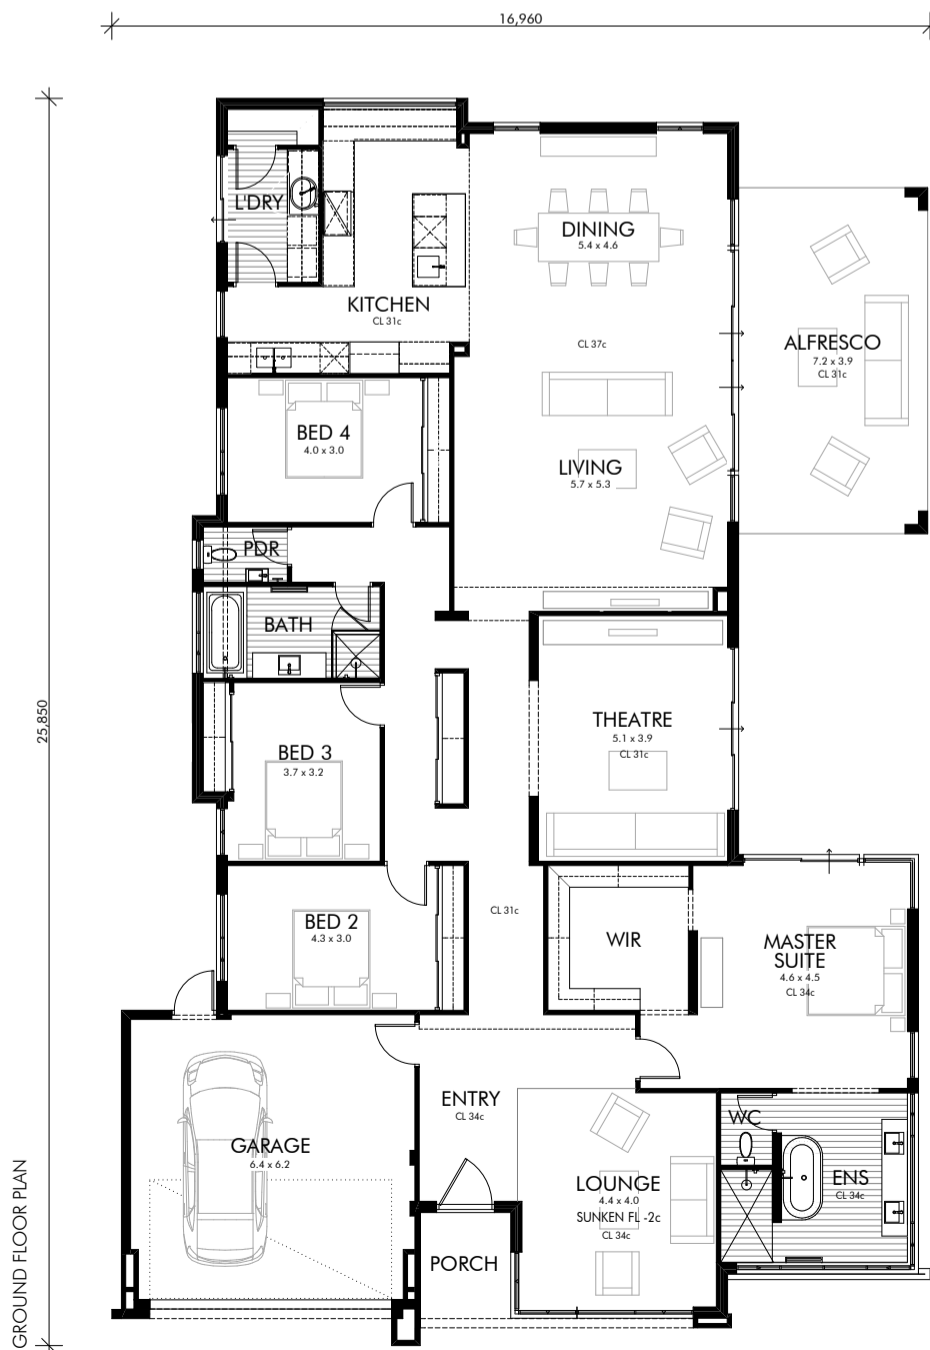 16,960
25,850
L'DRY
KITCHEN
CL 31c
DINING
5.4 x 4.6
CL 37c
ALFRESCO
7.2 x 3.9
CL 31c
BED 4
4.0 x 3.0
LIVING
5.7 x 5.3
PDR
BATH
THEATRE
5.1 x 3.9
CL 31c
BED 3
3.7 x 3.2
BED 2
4.3 x 3.0
CL 31c
WIR
MASTER
SUITE
4.6 x 4.5
CL 34c
ENTRY
CL 34c
WC
GARAGE
6.4 x 6.2
LOUNGE
4.4 x 4.0
SUNKEN FL -2c
CL 34c
ENS
CL 34c
PORCH
GROUND FLOOR PLAN